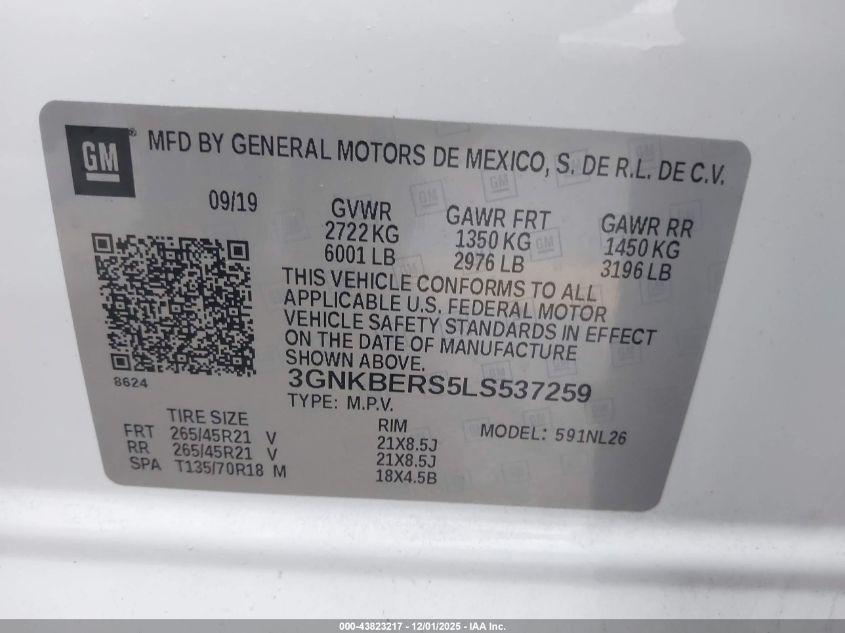 GM
MFD BY GENERAL MOTORS DE MEXICO, S. DE R.L. DE C.V.
09/19
GVWR
2722 KG
6001 LB
GAWR FRT
1350 KG
2976 LB
GAWR RR
1450 KG
3196 LB
THIS VEHICLE CONFORMS TO ALL
APPLICABLE U.S. FEDERAL MOTOR
VEHICLE SAFETY STANDARDS IN EFFECT
ON THE DATE OF MANUFACTURE
SHOWN ABOVE.
8624
3GNKBERS5LS537259
TYPE: M.P.V.
MODEL: 591NL26
TIRE SIZE
RIM
FRT 265/45R21 V 21X8.5J
RR 265/45R21 V 21X8.5J
SPA T135/70R18 M 18X4.5B
000-43823217 - 12/01/2025 - IAA Inc.